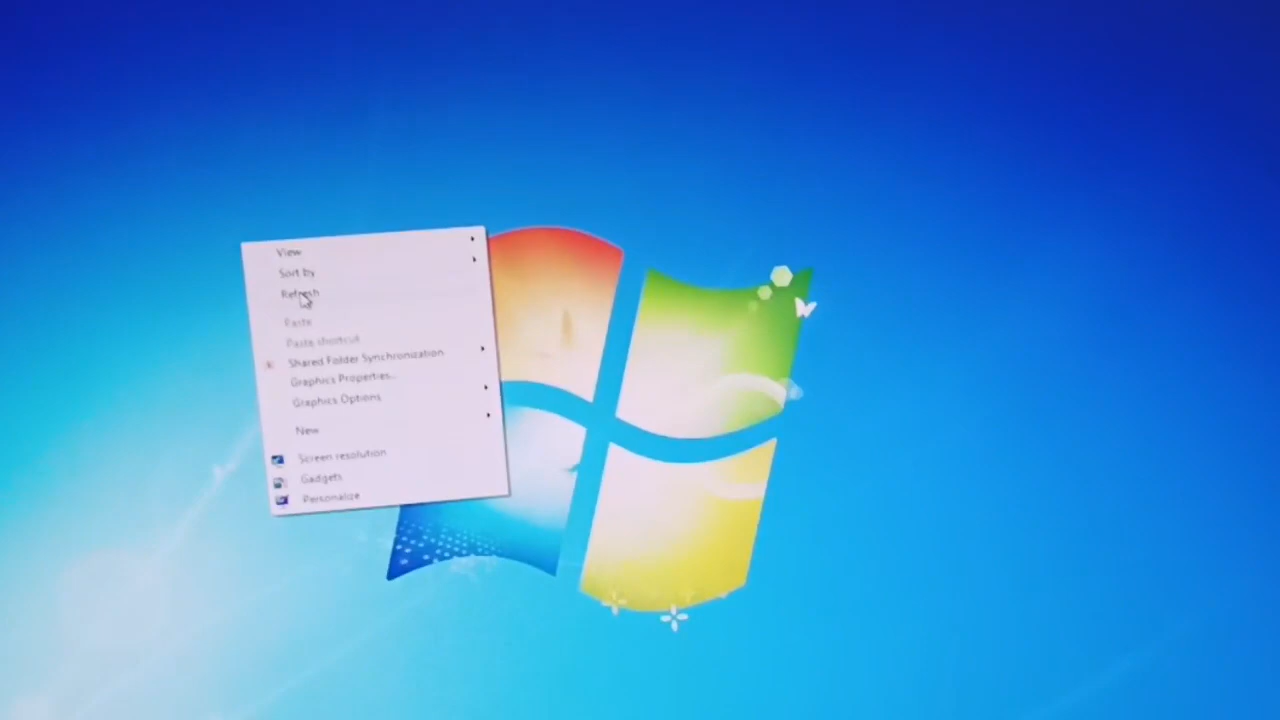 View
Sort by
Refresh
Paste
Paste shortcut
Shared Folder Synchronization
Graphics Properties...
Graphics Options
New
Screen resolution
Gadgets
Personalize